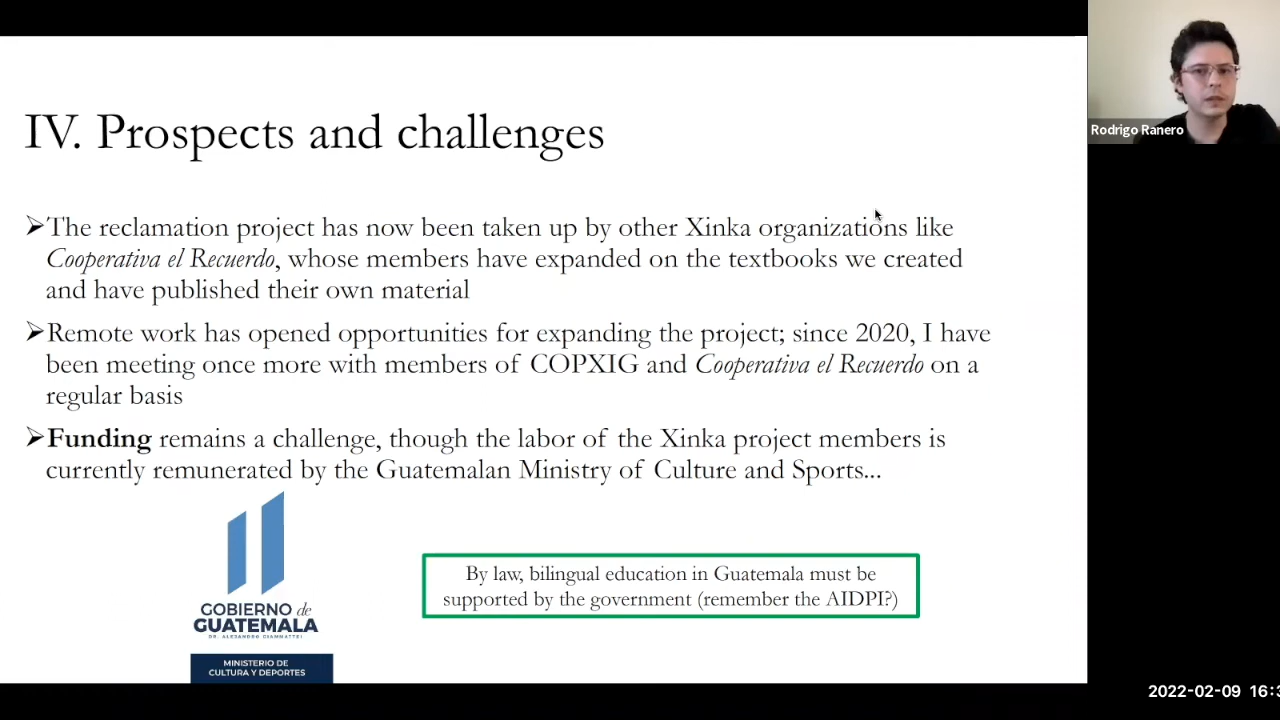 IV. Prospects and challenges
Rodrigo Ranero
➤The reclamation project has now been taken up by other Xinka organizations like
Cooperativa el Recuerdo, whose members have expanded on the textbooks we created
and have published their own material
➤Remote work has opened opportunities for expanding the project; since 2020, I have
been meeting once more with members of COPXIG and Cooperativa el Recuerdo on a
regular basis
➤Funding remains a challenge, though the labor of the Xinka project members is
currently remunerated by the Guatemalan Ministry of Culture and Sports...
GOBIERNO de
GUATEMALA
DR. ALEJANDRO GIAMMATTEI
MINISTERIO DE
CULTURA Y DEPORTES
By law, bilingual education in Guatemala must be
supported by the government (remember the AIDPI?)
2022-02-09 16:3